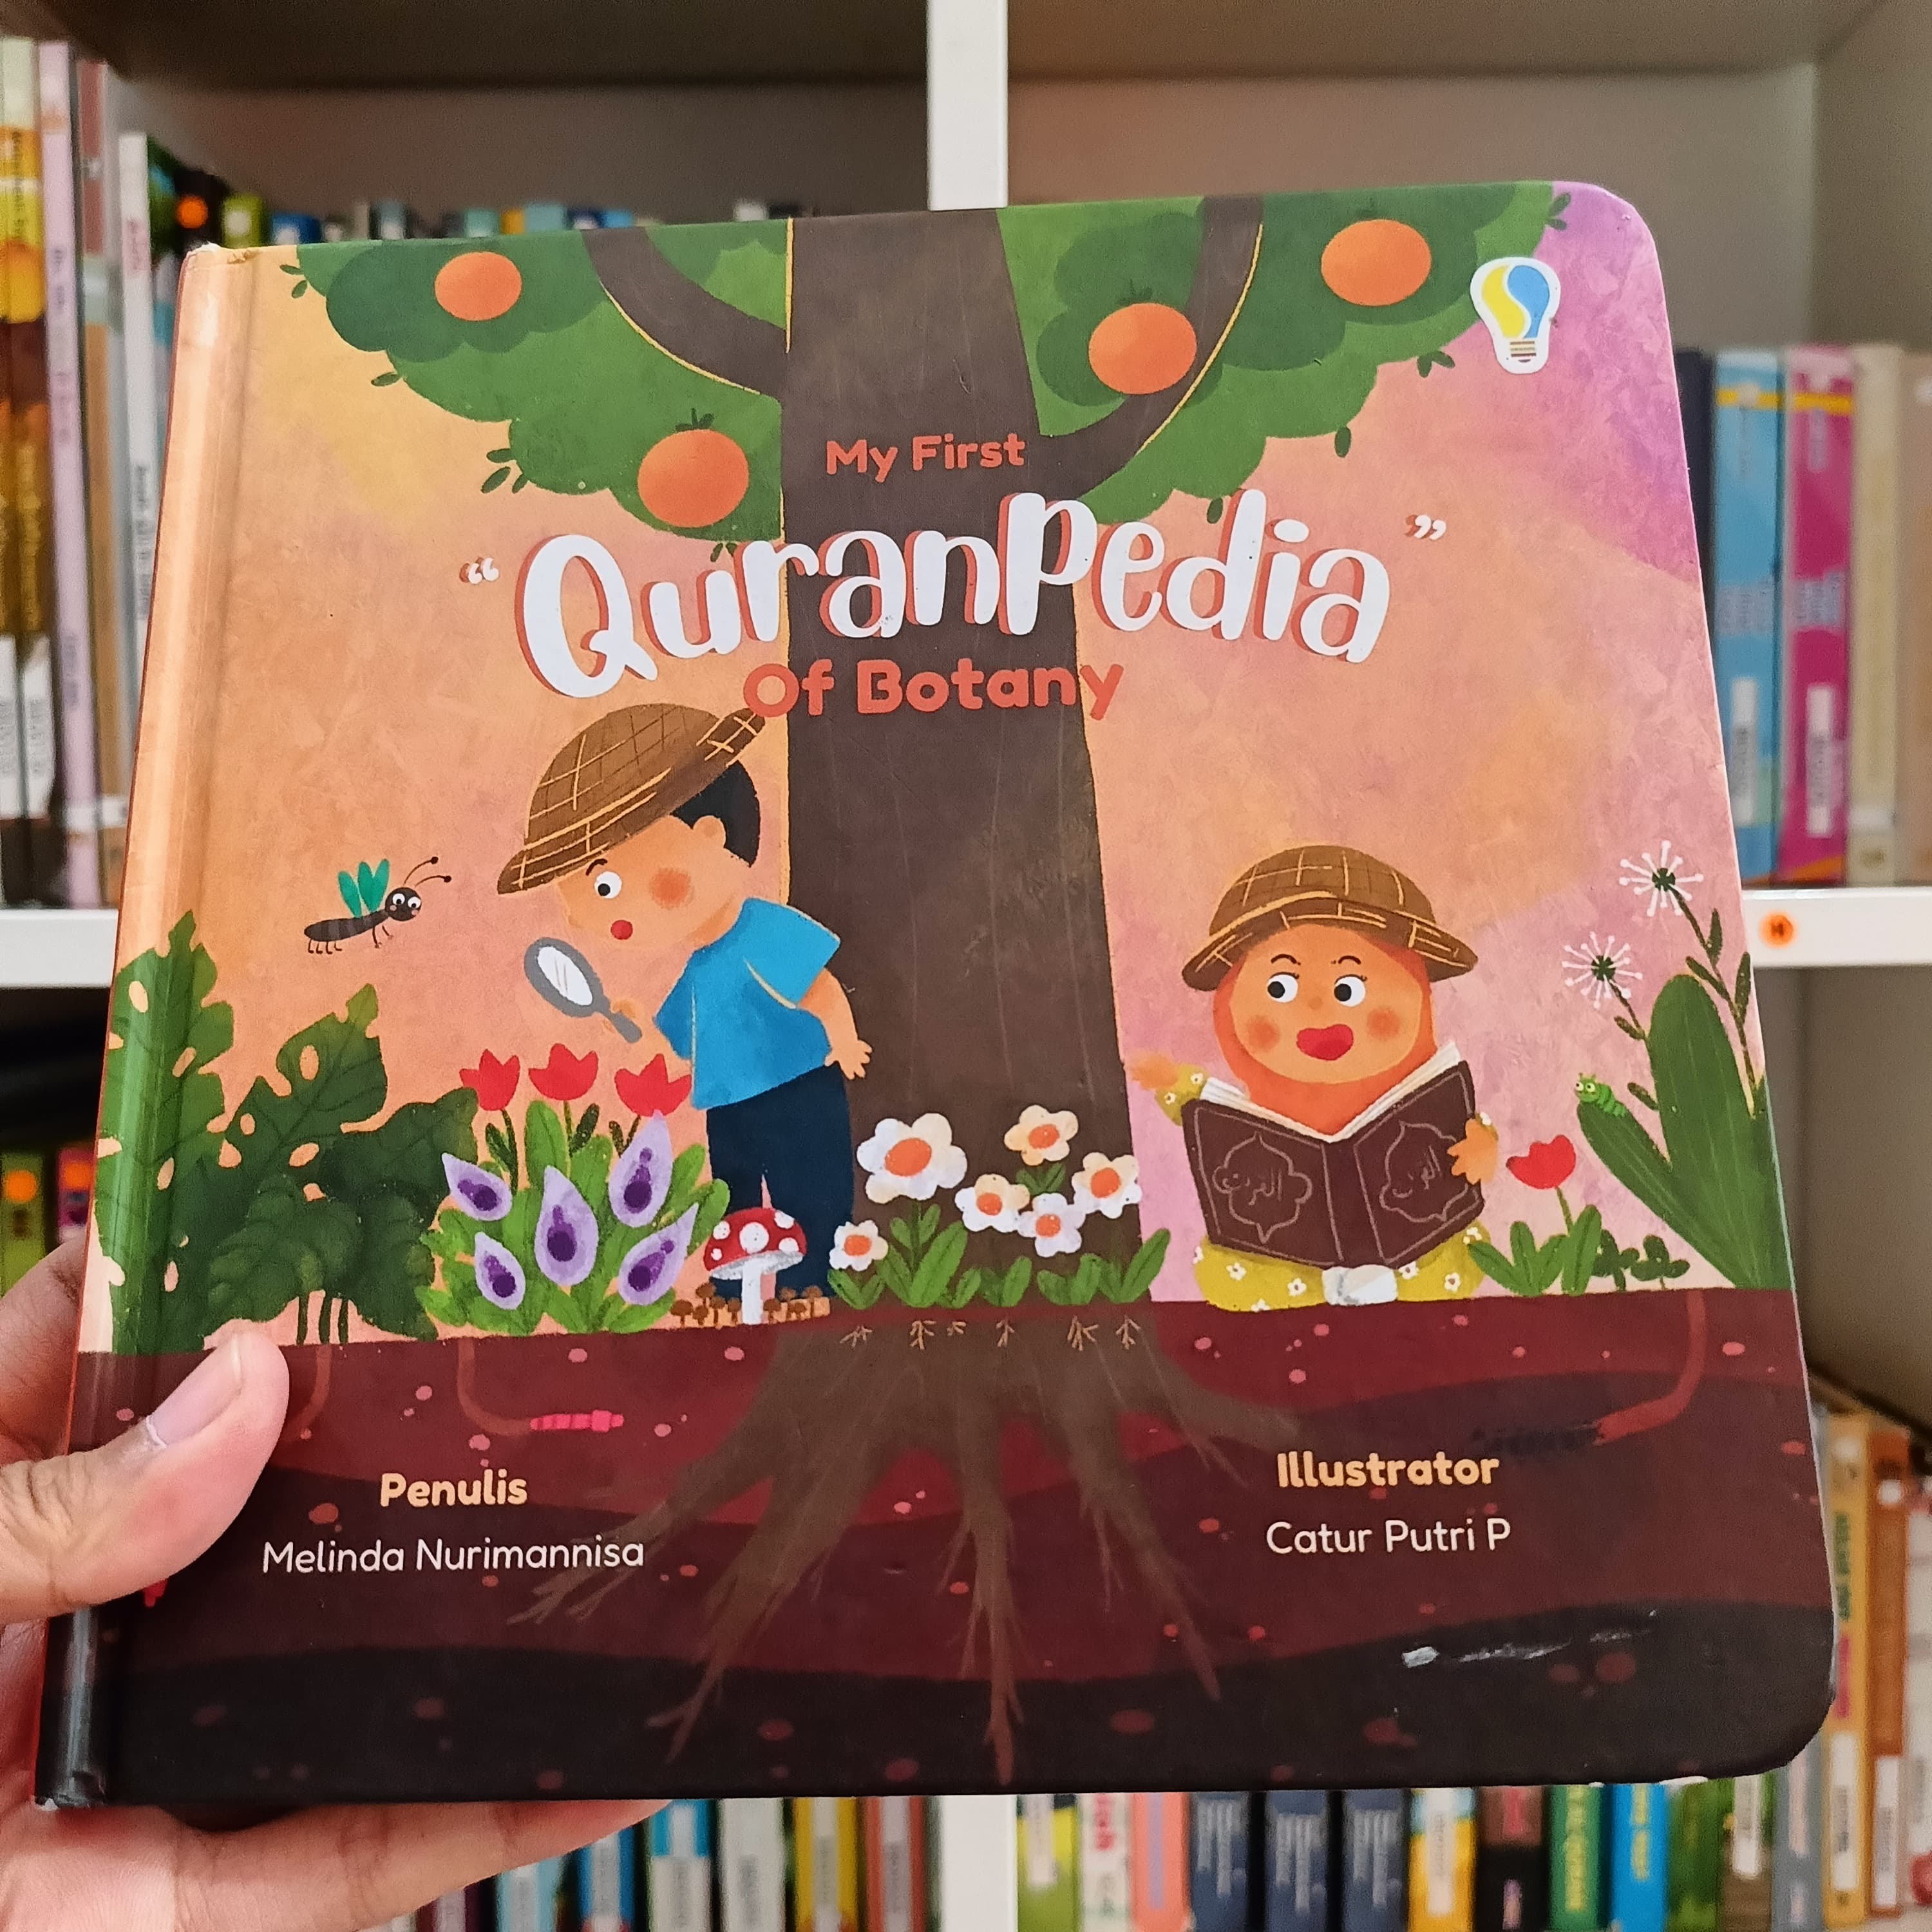 My First
“Quranpedia”
Of Botany
Penulis
Melinda Nurimannisa
Illustrator
Catur Putri P